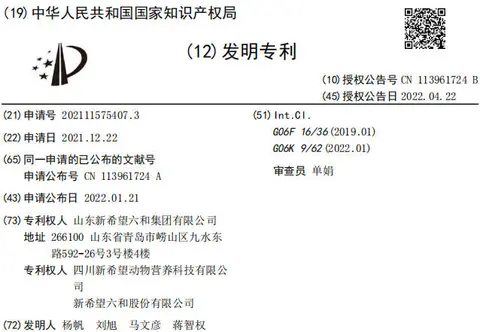 (19)中华人民共和国国家知识产权局
(12)发明专利
(10)授权公告号 CN 113961724 B
(45)授权公告日 2022.04.22
(21)申请号 202111575407.3
(22)申请日 2021.12.22
(65)同一申请的已公布的文献号
申请公布号 CN 113961724 A
(43)申请公布日 2022.01.21
(73)专利权人 山东新希望六和集团有限公司
地址 266100 山东省青岛市崂山区九水东
路592-26号3号楼4楼
专利权人 四川新希望动物营养科技有限公
司
新希望六和股份有限公司
(72)发明人 杨帆 刘旭 马文彦 蒋智权
(51)Int.Cl.
G06F 16/36(2019.01)
G06K 9/62(2022.01)
审查员 单娟